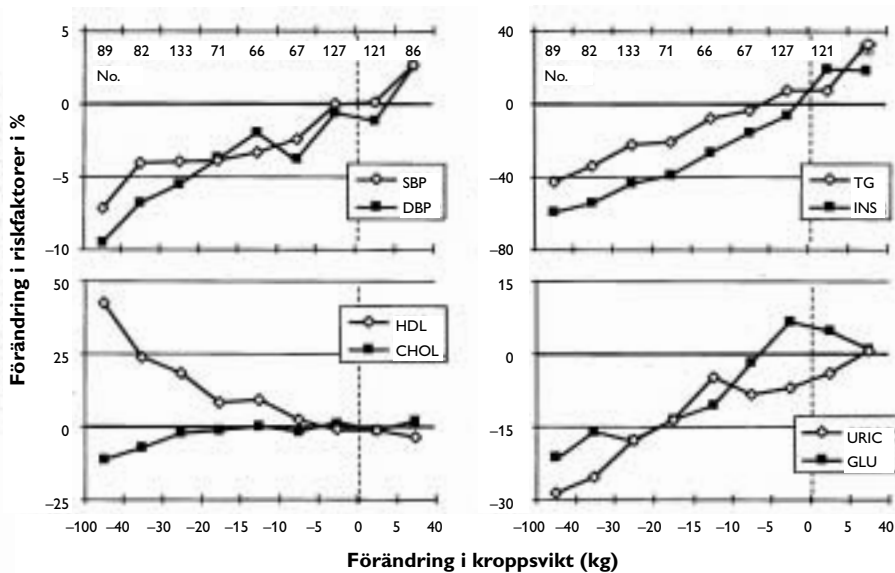 Förändring i riskfaktorer i %
5
0
–5
–10
89 82 133 71 66 67 127 121 86
No.
SBP
DBP
40
0
–40
–80
89 82 133 71 66 67 127 121
No.
TG
INS
50
25
0
–25
HDL
CHOL
–100 –40 –20 –15 –10 –5 0 5 40
15
0
–15
–30
URIC
GLU
–100 –40 –20 –15 –10 –5 0 5 40
Förändring i kroppsvikt (kg)